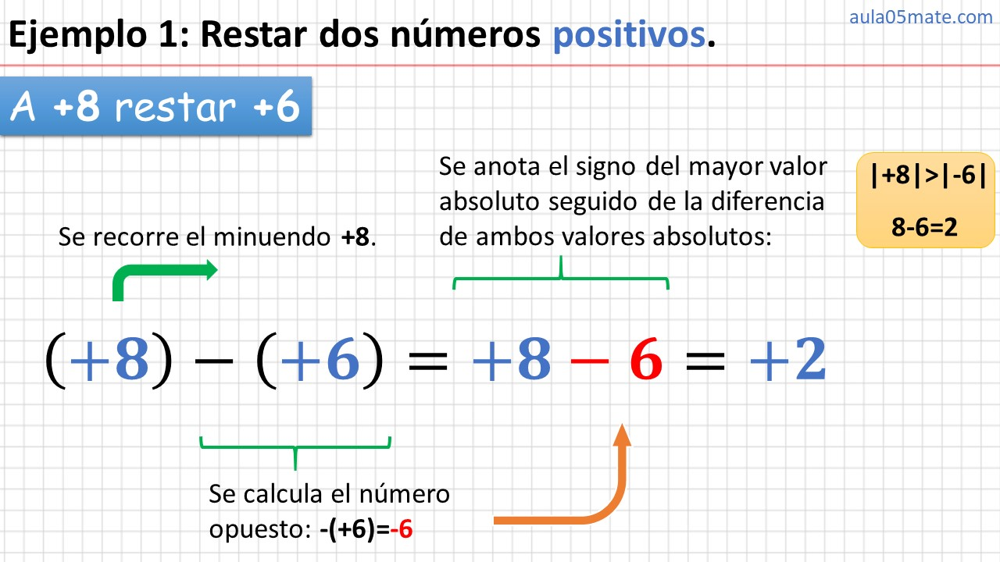 Ejemplo 1: Restar dos números positivos.
aula05mate.com
A +8 restar +6
Se anota el signo del mayor valor
absoluto seguido de la diferencia
de ambos valores absolutos:
|+8|>|-6|
8-6=2
Se recorre el minuendo +8.
(+8) − (+6) = +8 − 6 = +2
Se calcula el número
opuesto: -(+6)=-6